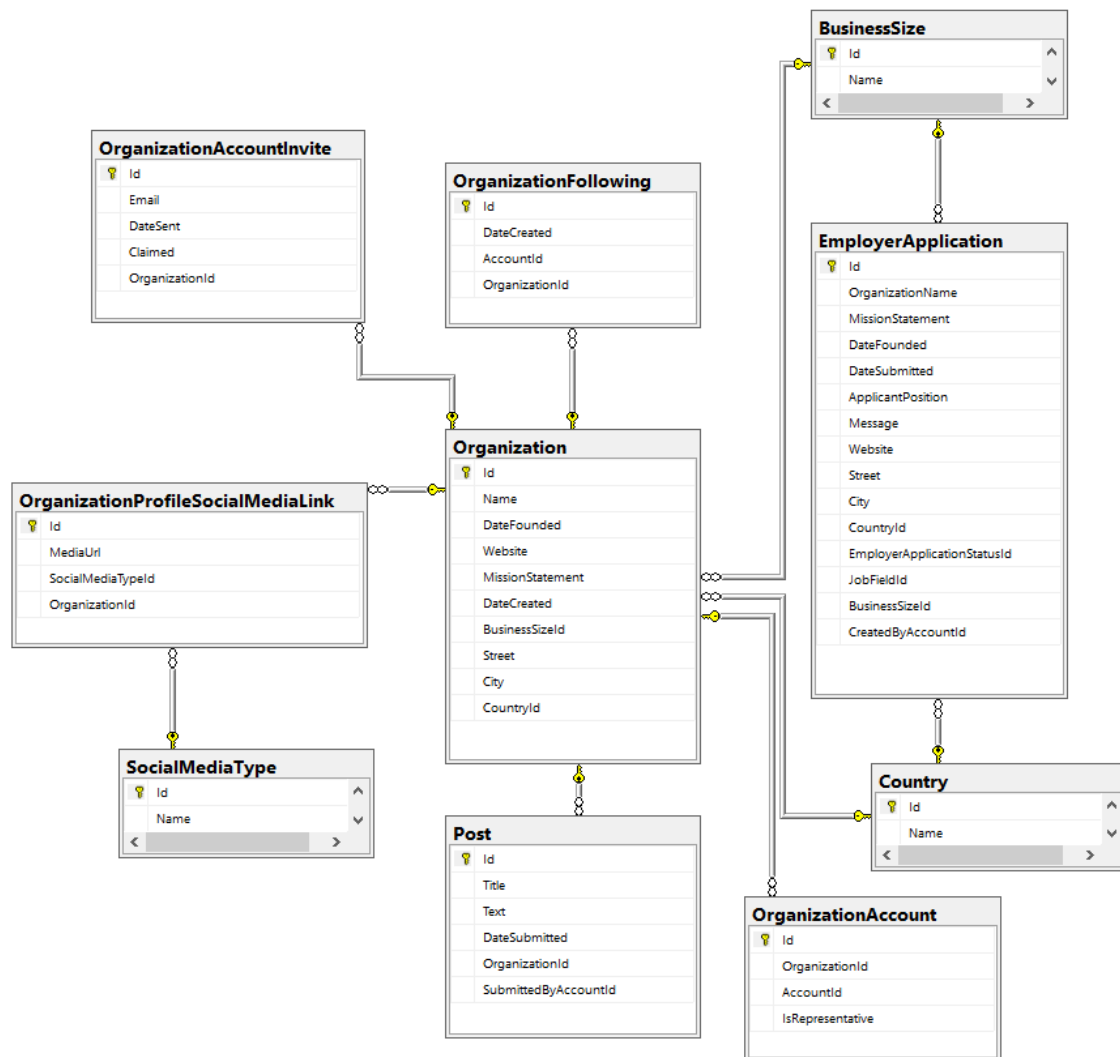 BusinessSize
Id
Name
OrganizationAccountInvite
Id
Email
DateSent
Claimed
OrganizationId
OrganizationFollowing
Id
DateCreated
AccountId
OrganizationId
EmployerApplication
Id
OrganizationName
MissionStatement
DateFounded
DateSubmitted
ApplicantPosition
Message
Website
Street
City
CountryId
EmployerApplicationStatusId
JobFieldId
BusinessSizeId
CreatedByAccountId
Organization
Id
Name
DateFounded
Website
MissionStatement
DateCreated
BusinessSizeId
Street
City
CountryId
OrganizationProfileSocialMediaLink
Id
MediaUrl
SocialMediaTypeId
OrganizationId
SocialMediaType
Id
Name
Country
Id
Name
Post
Id
Title
Text
DateSubmitted
OrganizationId
SubmittedByAccountId
OrganizationAccount
Id
OrganizationId
AccountId
IsRepresentative